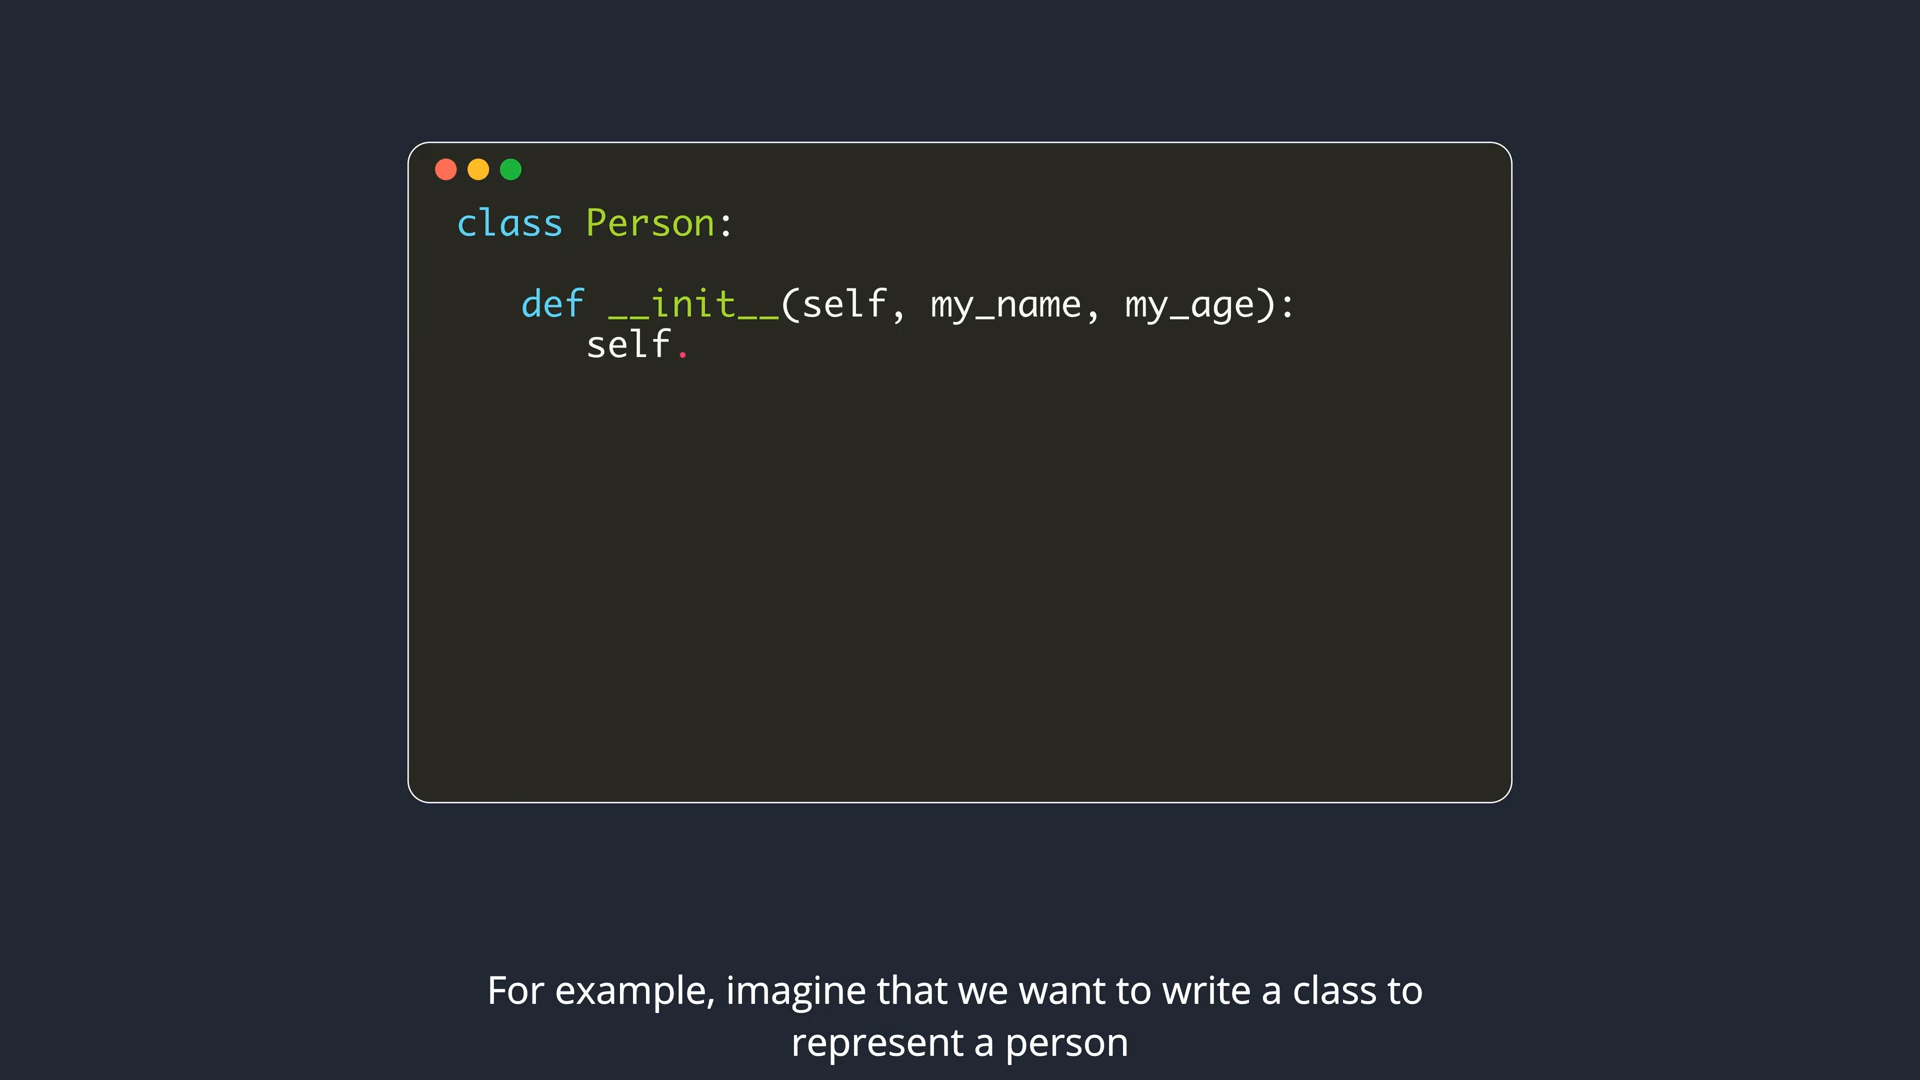 class Person:
def __init__(self, my_name, my_age):
self.
For example, imagine that we want to write a class to
represent a person